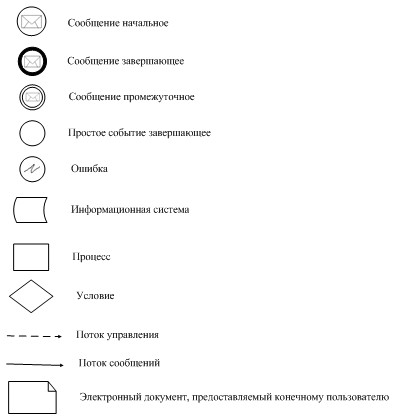 Сообщение начальное
Сообщение завершающее
Сообщение промежуточное
Простое событие завершающее
Ошибка
Информационная система
Процесс
Условие
Поток управления
Поток сообщений
Электронный документ, предоставляемый конечному пользователю